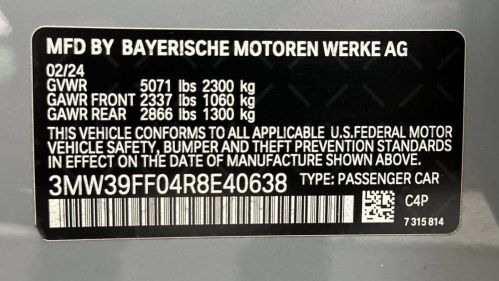 MFD BY BAYERISCHE MOTOREN WERKE AG
02/24
GVWR 5071 lbs 2300 kg
GAWR FRONT 2337 lbs 1060 kg
GAWR REAR 2866 lbs 1300 kg
THIS VEHICLE CONFORMS TO ALL APPLICABLE U.S.FEDERAL MOTOR
VEHICLE SAFETY, BUMPER AND THEFT PREVENTION STANDARDS
IN EFFECT ON THE DATE OF MANUFACTURE SHOWN ABOVE.
3MW39FF04R8E40638 TYPE: PASSENGER CAR
C4P
7 315 814